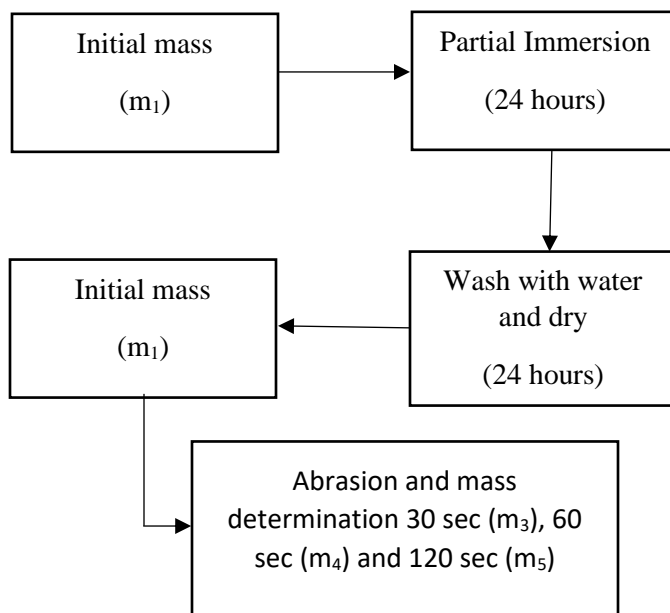 Initial mass
(m₁)
Partial Immersion
(24 hours)
Wash with water
and dry
(24 hours)
Initial mass
(m₁)
Abrasion and mass
determination 30 sec (m₃), 60
sec (m₄) and 120 sec (m₅)